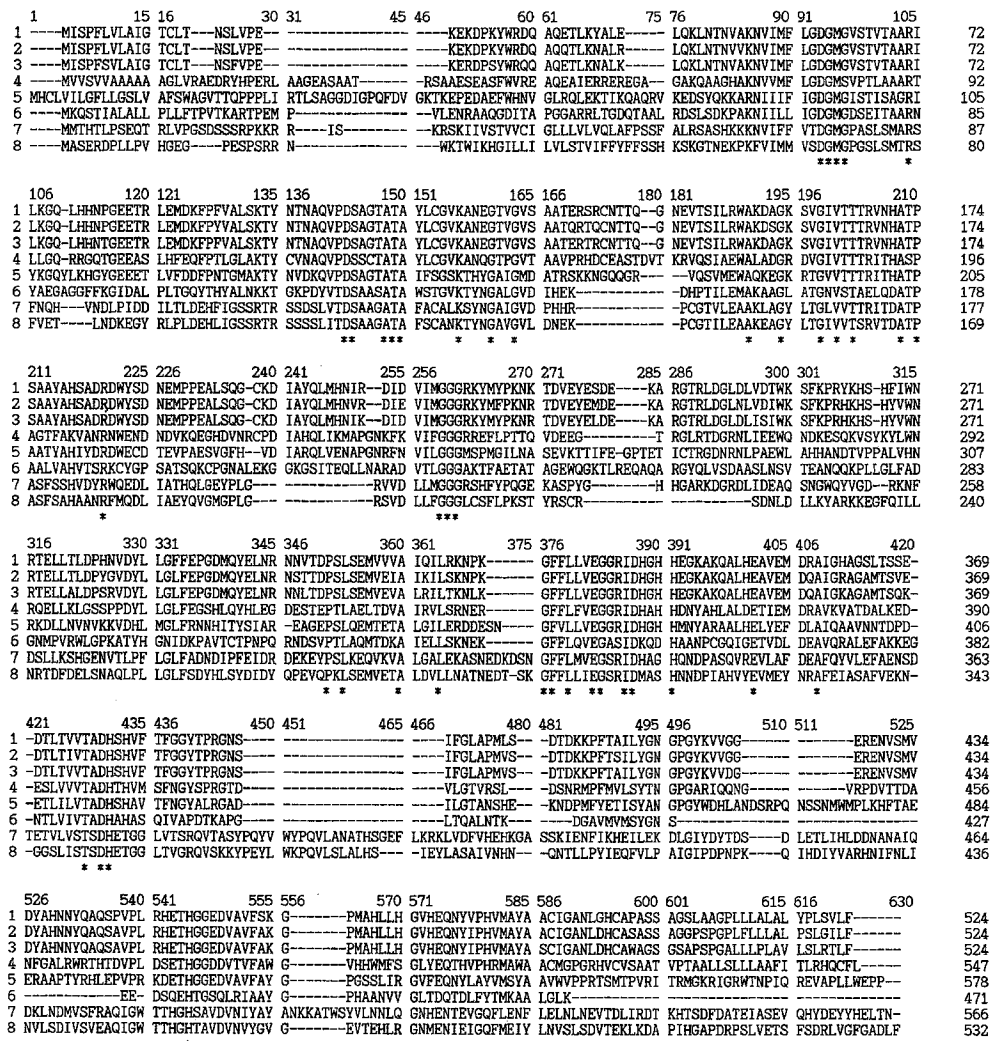 1 15 16 30 31 45 46 60 61 75 76 90 91 105
1 ----MISPFLVLAIG TCLT---NSLVPE-- --------------- -----KEKDPKYWRDQ AQETLKYALE----- LQKLNTNVAKNVIMF LGDGMGVSTVTAARI 72
2 ----MISPFLVLAIG TCLT---NSLVPE-- --------------- -----KEKDPKYWRDQ AQQTLKNALR----- LQKLNTNVAKNVIMF LGDGMGVSTVTAARI 72
3 ----MISPFSVLAIG TCLT---NSFVPE-- --------------- -----KERDPSYWRQQ AQETLKNALK----- LQKLNTNVAKNVIMF LGDGMGVSTVTAARI 72
4 ----MVVSVVAAAAA AGLVRAEDRYHPERL AAGEASAAT------ ---RSAAESEASFWVRE AQEAIERREREGA-- GAKQAAGHAKNVVMF LGDGMSVPTLAAART 92
5 MHCLVILGFLLGSLV AFSWAGVTTQPPPLI RTLSAGGDIGPQFDV GKTKEPEDAEFWHNV GLRQLEKTIKQAQRV KEDSYQKKARNIIIF IGDGMGISTISAGRI 105
6 ----MKQSTIALALL PLLFTPVTKARTPEM P-------------- ---VLENRAAQGDITA PGGARRLTGDQTAAL RDSLSDKPAKNIILL IGDGMGDSEITAARN 85
7 ----MMTHTLPSEQT RLVPGSDSSSRPKKR R----IS-------- ---KRSKIIVSTVVCI GLLLVLVQLAFPSSF ALRSASHKKKNVIFF VTDGMGPASLSMARS 87
8 ----MASERDPLLPV HGEG---PESPSRR N-------------- ---WKTWIKHGILLI LVLSTVIFFYFFSSH KSKGTNEKPKFVIMM VSDGMGPGSLSMTRS 80
**** *
106 120 121 135 136 150 151 165 166 180 181 195 196 210
1 LKGQ-LHHNPGEETR LEMDKFPFVALSKTY NTNAQVPDSAGTATA YLCGVKANEGTVGVS AATERSRCNTTQ--G NEVTSILRWAKDAGK SVGIVTTTRVNHATP 174
2 LKGQ-LHHNPGEETR LEMDKFPYVALSKTY NTNAQVPDSAGTATA YLCGVKANEGTVGVS AATQRTQCNTTQ--G NEVTSILRWAKDAGK SVGIVTTTRVNHATP 174
3 LKGQ-LHHNTGEETR LEMDKFPFVALSKTY NTNAQVPDSAGTATA YLCGVKANEGTVGVS AATERTRCNTTQ--G NEVTSILRWAKDSGK SVGIVTTTRVNHATP 174
4 LLGQ-RRGQTGEEAS LHFEQFPTLGLAKTY CVNAQVPDSSCTATA YLCGVKANQGTPGVT AAVPRHDCEASTDVT KRVQSIAEWALADGR DVGIVTTTRITHASP 196
5 YKGQYLKHGYGEEET LVFDDFPNTGMAKTY NVDKQVPDSAGTATA IFSGSKTHYGAIGMD ATRSKKNGQQGR--- VQSVMEWAQKEGK RTGVVTTTRITHATP 205
6 YAEGAGGFFKGIDAL PLTGQYTHYALNKKT GKPDYVTDSAASATA WSTGVKTYNGALGVD IHEK----------- DHPTILEMAKAAGL ATGNVSTAELQDATP 178
7 FNQH---VNDLPIDD ILTLDEHFIGSSRTR SSDSLVTDSAAGATA FACALKSYNGAIGVD PHHR----------- PCGTVLEAAKLAGYL TGLVVTTRITDATP 177
8 FVET----LNDKEGY RLPLDEHLIGSSRTR SSSSLITDSAAGATA FSCANKTYNGAVGVL DNEK----------- PCGTILEAAKEAGYL TGIVVTSRVTDATP 169
** *** * * * * * * * * * *
211 225 226 240 241 255 256 270 271 285 286 300 301 315
1 SAAYAHSADRDWYSD NEMPPEALSQG-CKD IAYQLMHNIR--DID VIMGGGRKYMYPKNK TDVEYESDE----KA RGTRLDGLDLVDTWK SFKPRYKHS-HFIWN 271
2 SAAYAHSADRDWYSD NEMPPEALSQG-CKD IAYQLMHNVR--DIE VIMGGGRKYMFPKNR TDVEYEMDE----KA RGTRLDGLNLVDIWK SFKPRHKHS-HYVWN 271
3 SAAYAHSADRDWYSD NEMPPEALSQG-CKD IAYQLMHNIK--DIE VIMGGGRKYMYPKNR TDVEYELDE----KA RGTRLDGLDLISIWK SFKPRHKHS-HYVWN 271
4 AGTFAKVANRNWEND NDVKQEGHDVNRCPD IAHQLIKMAPGNKFK VIFGGGRREFLPTTQ VDEEG---------T RGLRTDGRNLIEEWQ NDKESQKVSYKYLWN 292
5 AATYAHIYDRDWECD TEVPAESVGFH--VD IARQLVENAPGNRFN VILGGGMSPMGILNA SEVKTTIFE-GPTET ICTRGDNRNLPAEWL AHHANDTVPPALVHN 307
6 AALVAHVTSRKCYGP SATSQKCPGNALEKG GKGSITEQLLNARAD VTLGGGAKTFAETAT AGEWQGKTLREQAQA RGYQLVSDAASLNSV TEANQQKPLLGLFAD 283
7 ASFSSHVDYRWQEDL IATHQLGEYPLG--- --------RVVD LLMGGGRSHFYPQGE KASPYG--------H HGARKDGRDLIDEAQ SNGWQYVGD--RKNF 258
8 ASFSAHAANRFMQDL IAEYQVGMGPLG--- --------RSVD LLFGGGLCSFLPKST YRSCR---------- ------SDNLD LLKYARKKEGFQILL 240
* ***
316 330 331 345 346 360 361 375 376 390 391 405 406 420
1 RTELLTLDPHNVDYL LGFFEPGDMQYELNR NNVTDPSLSEMVVVA IQILRKNPK------ GFFLLVEGGRIDHGH HEGKAKQALHEAVEM DRAIGHAGSLTSSE- 369
2 RTELLTLDPYGVDYL LGLFEPGDMQYELNR NSTTDPSLSEMVEIA IKILSKNPK------ GFFLLVEGGRIDHGH HEGKAKQALHEAVEM DQAIGRAGAMTSVE- 369
3 RTELLALDPSRVDYL LGLFEPGDMQYELNR NNLTDPSLSEMVEVA LRILTKNLK------ GFFLLVEGGRIDHGH HEGKAKQALHEAVEM DQAIGKAGAMTSQK- 369
4 RQELLKLGSSPPDYL LGLFEGSHLQYHLEG DESTEPTLAELTDVA IRVLSRNER------ GFFLFVEGGRIDHAH HDNYAHLALDETIEM DRAVKVATDALKED- 390
5 RKDLLNVNVKKVDHL MGLFRNNHITYSIAR -EAGEPSLQEMTETA LGILERDDESN---- GFVLLVEGGRIDQGH HMNYARAALHELYEF DLAIQAAVNNTDPD- 406
6 GNMPVRWLGPKATYH GNIDKPAVTCTPNPQ RNDSVPTLAQMTDKA IELLSKNEK------ GFFLQVEGASIDKQD HAANPCGQIGETVDL DEAVQRALEFAKKEG 382
7 DSLLKSHGENVTLPF LGLFADNDIPFEIDR DEKEYPSLKEQVKVA LGALEKASNEDKDSN GFFLMVEGSRIDHAG HQNDPASQVREVLAF DEAFQYVLEFAENSD 363
8 NRTDFDELSNAQLPL LGLFSDYHLSYDIDY QPEVQPKLSEMVETA LDVLLNATNEDT-SK GFFLLIEGSRIDMAS HNNDPIAHVYEVMEY NRAFEIASAFVEKN- 343
* * * * ** * ** ** * * *
421 435 436 450 451 465 466 480 481 495 496 510 511 525
1 -DTLTVVTADHSHVF TFGGYTPRGNS---- --------------- ----IFGLAPMLS-- -DTDKKPFTAILYGN GPGYKVVGG------ -------ERENVSMV 434
2 -DTLTIVTADHSHVF TFGGYTPRGNS---- --------------- ----IFGLAPMVS-- -DTDKKPFTSILYGN GPGYKVVGG------ -------ERENVSMV 434
3 -DTLTVVTADHSHVF TFGGYTPRGNS---- --------------- ----IFGLAPMVS-- -DTDKKPFTAILYGN GPGYKVVDG------ -------ERENVSMV 434
4 -ESLVVVTADHTHVM SFNGYSPRGTD---- --------------- ----VLGTVRSL--- -DSNRMPFMVLSYTN GPGARIQQNG----- -------VRPDVTTDA 456
5 -ETLILVTADHSHAV TFNGYALRGAD---- --------------- ----ILGTANSHE-- -KNDPMFYETISYAN GPGYWDHLANDSRPQ NSSNMWMPLKHFTAE 484
6 -NTLVIVTADHAHAS QIVAPDTKAPG---- --------------- ----LTQALNTK--- ---DGAVMVMSYGN S-------------- --------------- 427
7 TETVLVSTSDHETGG LVTSRQVTASYPQYV WYPQVLANATHSGEF LKRKLVDFVHEHKGA SSKIENFIKHEILEK DLGIYDYTDS----D LETLIHLDDNANAIQ 464
8 -GGSLISTSDHETGG LTVGRQVSKKYPEYL WKPQVLSLALHS--- -IEYLASAIVNHN-- -QNTLLPYIEQFVLP AIGIPDPNPK----Q IHDIYVARHNIFNLI 436
* **
526 540 541 555 556 570 571 585 586 600 601 615 616 630
1 DYAHNNYQAQSPVPL RHETHGGEDVAVFSK G-------PMAHLLH GVHEQNYVPHVMAYA ACIGANLGHCAPASS AGSLAAGPLLLALAL YPLSVLF-------- 524
2 DYAHNNYQAQSAVPL RHETHGGEDVAVFAK G-------PMAHLLH GVHEQNYIPHVMAYA ACIGANLDHCASASS AGGPSPGPLFLLLAL PSLGILF-------- 524
3 DYAHNNYQAQSAVPL RHETHGGEDVAVFAK G-------PMAHLLH GVHEQNYIPHVMAYA SCIGANLDHCAWAGS GSAPSPGALLLPLAV LSLRTLF-------- 524
4 NFGALRWRTHTDVPL DSETHGGDDVTVFAW G-------VHHWMFS GLYEQTHVPHRMAWA ACMGPGRHVCVSAAT VPTAALLSLLLAAFI TLRHQCFL------- 547
5 ERAAPTYRHLEPVPR KDETHGGEDVAVFAY G-------PGSSLIR GVFEQNYLAYVMSYA AVWVPPRTSMTPVRI TRMGKRIGRWTNPIQ REVAPLLWEPP---- 578
6 -----------EE-- DSQEHTGSQLRIAAY G-------PHAANVV GLTDQTDLFYTMKAA LGLK----------- --------------- --------------- 471
7 DKLNDMVSFRAQIGW TTHGHSAVDVNIYAY ANKKATWSYVLNNLQ GNHENTEVGQFLENF LELNLNEVTDLIRDT KHTSDFDATEIASEV QHYDEYYHELTN- 566
8 NVLSDIVSVEAQIGW TTHGHTAVDVNVYGV G-------EVTEHLR GNMENIEIGQFMEIY LNVSLSDVTEKLKDA PIHGAPDRPSLVETS FSDRLVGFGADLF 532